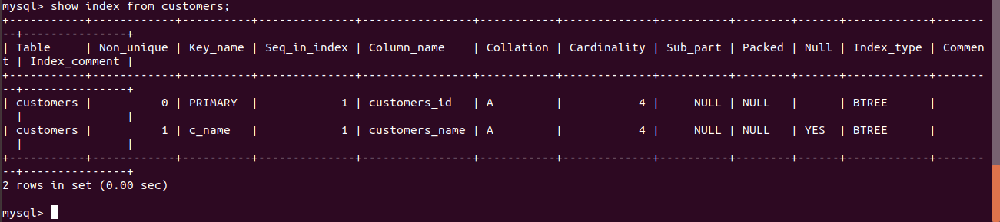 mysql> show index from customers;
+-----------+------------+----------+--------------+----------------+-----------+-------------+----------+--------+------+------------+-------
--+---------------+
| Table     | Non_unique | Key_name | Seq_in_index | Column_name    | Collation | Cardinality | Sub_part | Packed | Null | Index_type | Commen
t | Index_comment |
+-----------+------------+----------+--------------+----------------+-----------+-------------+----------+--------+------+------------+-------
--+---------------+
| customers |          0 | PRIMARY  |            1 | customers_id   | A         |           4 |     NULL | NULL   |      | BTREE      |
  |               |
| customers |          1 | c_name   |            1 | customers_name | A         |           4 |     NULL | NULL   | YES  | BTREE      |
  |               |
+-----------+------------+----------+--------------+----------------+-----------+-------------+----------+--------+------+------------+-------
--+---------------+
2 rows in set (0.00 sec)
mysql>